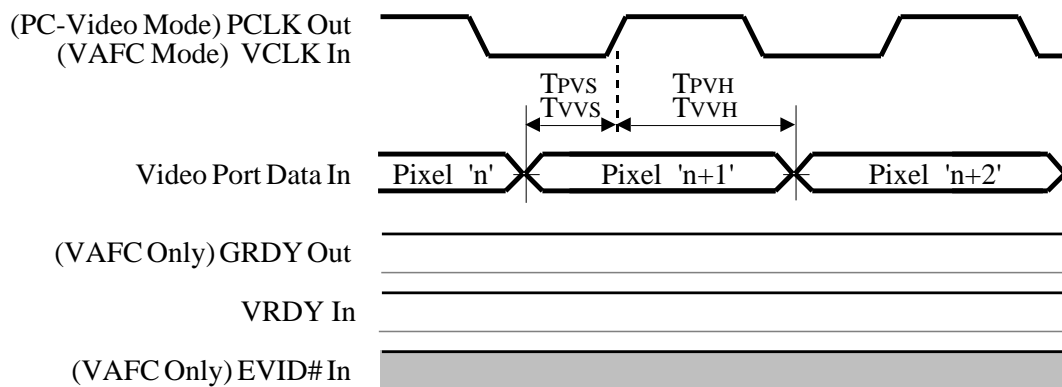 (PC-Video Mode) PCLK Out
(VAFC Mode) VCLK In
TPVS TPVH
TVVS TVVH
Video Port Data In Pixel 'n' Pixel 'n+1' Pixel 'n+2'
(VAFC Only) GRDY Out
VRDY In
(VAFC Only) EVID# In